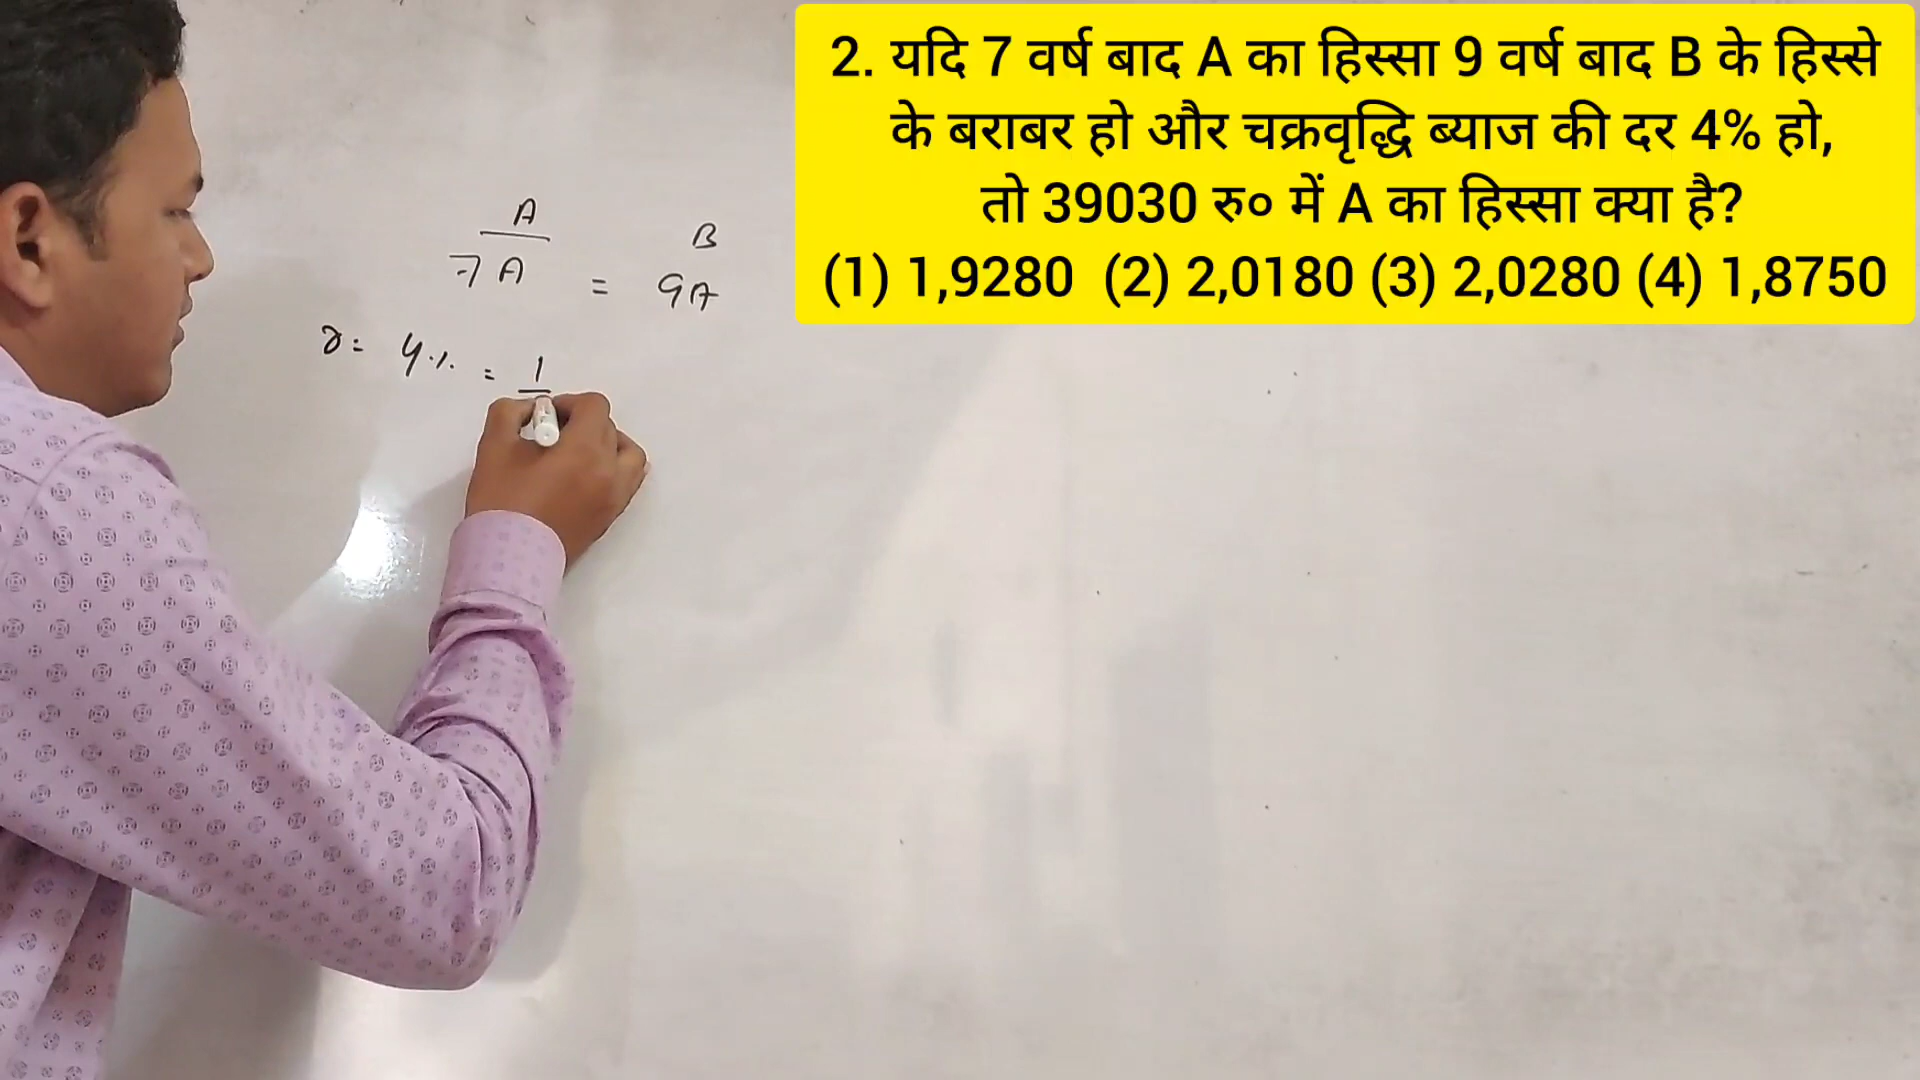 2. यदि 7 वर्ष बाद A का हिस्सा 9 वर्ष बाद B के हिस्से
के बराबर हो और चक्रवृद्धि ब्याज की दर 4% हो,
तो 39030 रु० में A का हिस्सा क्या है?
(1) 1,9280 (2) 2,0180 (3) 2,0280 (4) 1,8750
A B
7A = 9A
r = 4% = 1